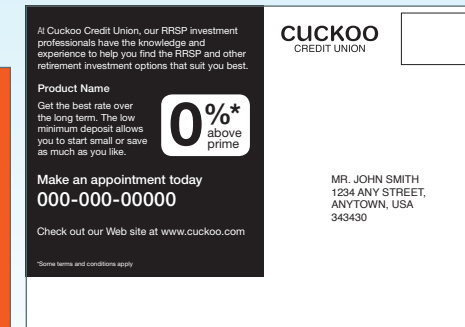 At Cuckoo Credit Union, our RRSP investment
professionals have the knowledge and
experience to help you find the RRSP and other
retirement investment options that suit you best.
Product Name
Get the best rate over
the long term. The low
minimum deposit allows
you to start small or save
as much as you like.
0%*
above
prime
Make an appointment today
000-000-00000
Check out our Web site at www.cuckoo.com
*Some terms and conditions apply
CUCKOO
CREDIT UNION
MR. JOHN SMITH
1234 ANY STREET,
ANYTOWN, USA
343430